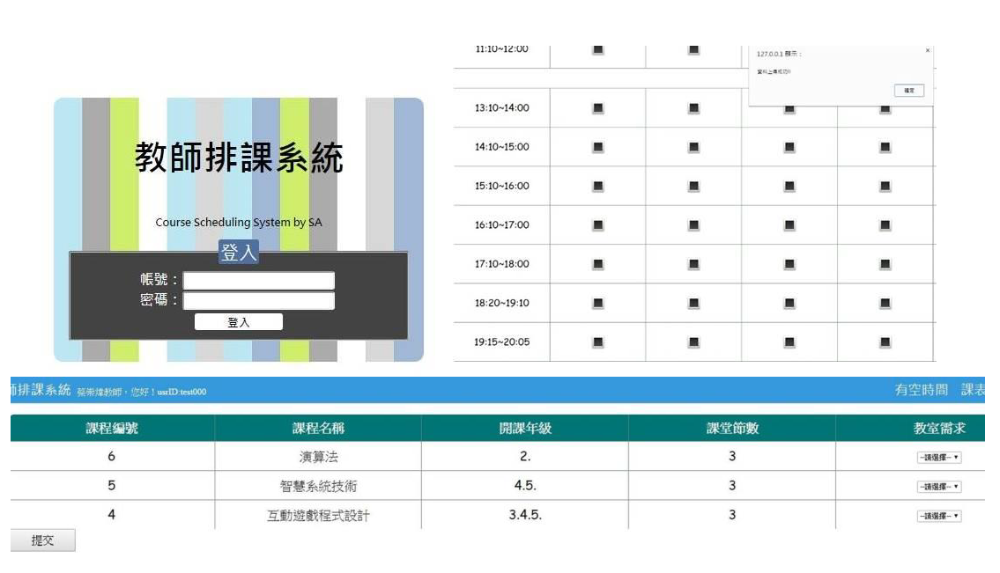 教師排課系統
Course Scheduling System by SA
登入
帳號：
密碼：
登入
11:10~12:00
127.0.0.1 顯示：
資料上傳成功!!
確定
13:10~14:00
14:10~15:00
15:10~16:00
16:10~17:00
17:10~18:00
18:20~19:10
19:15~20:05
師排課系統 教師，您好！usrID:test000 有空時間 課表
課程編號 課程名稱 開課年級 課堂節數 教室需求
6 演算法 2. 3 --請選擇--
5 智慧系統技術 4.5. 3 --請選擇--
4 互動遊戲程式設計 3.4.5. 3 --請選擇--
提交